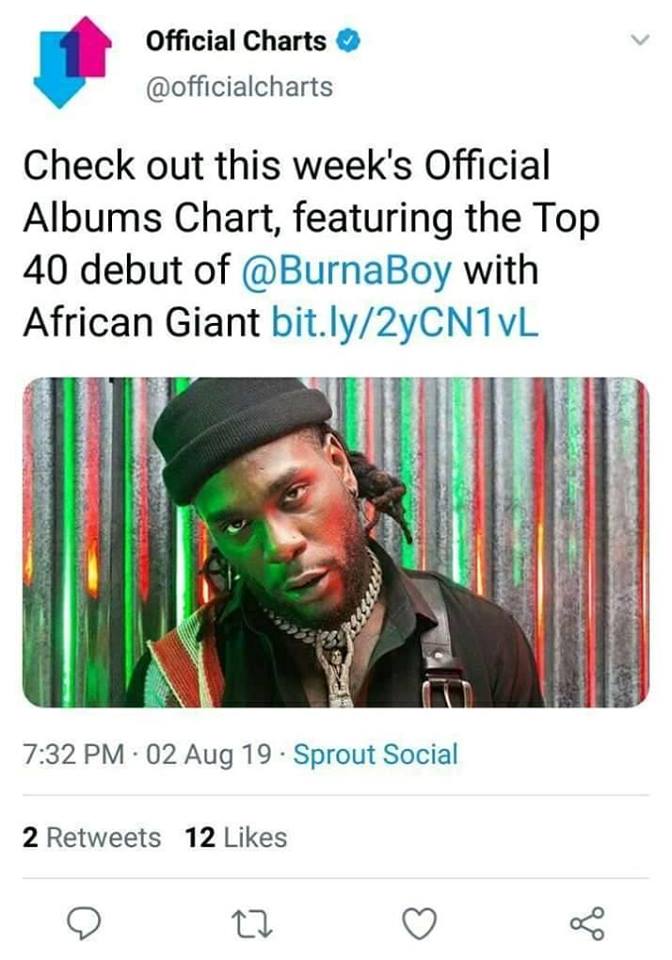 Official Charts
@officialcharts
Check out this week's Official
Albums Chart, featuring the Top
40 debut of @BurnaBoy with
African Giant bit.ly/2yCN1vL
7:32 PM · 02 Aug 19 · Sprout Social
2 Retweets 12 Likes